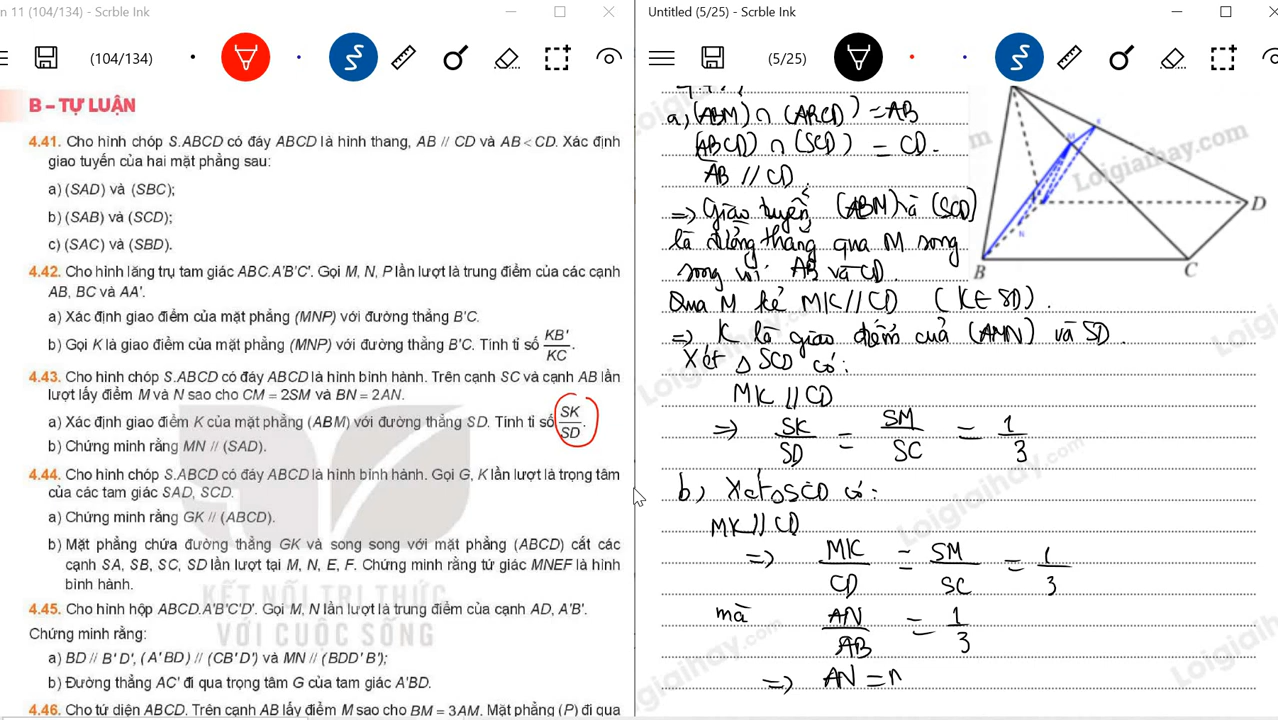 n 11 (104/134) - Scrble Ink
(104/134)
B – TỰ LUẬN
4.41. Cho hình chóp S.ABCD có đáy ABCD là hình thang, AB // CD và AB < CD. Xác định
giao tuyến của hai mặt phẳng sau:
a) (SAD) và (SBC);
b) (SAB) và (SCD);
c) (SAC) và (SBD).
4.42. Cho hình lăng trụ tam giác ABC.A'B'C'. Gọi M, N, P lần lượt là trung điểm của các cạnh
AB, BC và AA'.
a) Xác định giao điểm của mặt phẳng (MNP) với đường thẳng B'C.
b) Gọi K là giao điểm của mặt phẳng (MNP) với đường thẳng B'C. Tính tỉ số KB'/KC.
4.43. Cho hình chóp S.ABCD có đáy ABCD là hình bình hành. Trên cạnh SC và cạnh AB lần
lượt lấy điểm M và N sao cho CM = 2SM và BN = 2AN.
a) Xác định giao điểm K của mặt phẳng (ABM) với đường thẳng SD. Tính tỉ số SK/SD.
b) Chứng minh rằng MN // (SAD).
4.44. Cho hình chóp S.ABCD có đáy ABCD là hình bình hành. Gọi G, K lần lượt là trọng tâm
của các tam giác SAD, SCD.
a) Chứng minh rằng GK // (ABCD).
b) Mặt phẳng chứa đường thẳng GK và song song với mặt phẳng (ABCD) cắt các
cạnh SA, SB, SC, SD lần lượt tại M, N, E, F. Chứng minh rằng tứ giác MNEF là hình
bình hành.
4.45. Cho hình hộp ABCD.A'B'C'D'. Gọi M, N lần lượt là trung điểm của cạnh AD, A'B'.
Chứng minh rằng:
a) BD // B'D', (A'BD) // (CB'D') và MN // (BDD'B');
b) Đường thẳng AC' đi qua trọng tâm G của tam giác A'BD.
4.46. Cho tứ diện ABCD. Trên cạnh AB lấy điểm M sao cho BM = 3AM. Mặt phẳng (P) đi qua
KẾT NỐI TRI THỨC
VỚI CUỘC SỐNG
Untitled (5/25) - Scrble Ink
(5/25)
a, (ABM) ∩ (ABCD) = AB
(ABCD) ∩ (SCD) = CD.
AB // CD.
=> Giao tuyến (ABM) và (SCD)
là đường thẳng qua M song
song với AB và CD.
Qua M kẻ MK // CD (K ∈ SD).
=> K là giao điểm của (AMN) và SD.
Xét Δ SCD có:
MK // CD
=> SK/SD = SM/SC = 1/3
b, Xét Δ SCD có:
MK // CD
=> MK/CD = SM/SC = 1/3
mà AN/AB = 1/3
=> AN = n
M
K
N
B
C
D
Loigiaihay.com
Loigiaihay.com
Loigiaihay.com